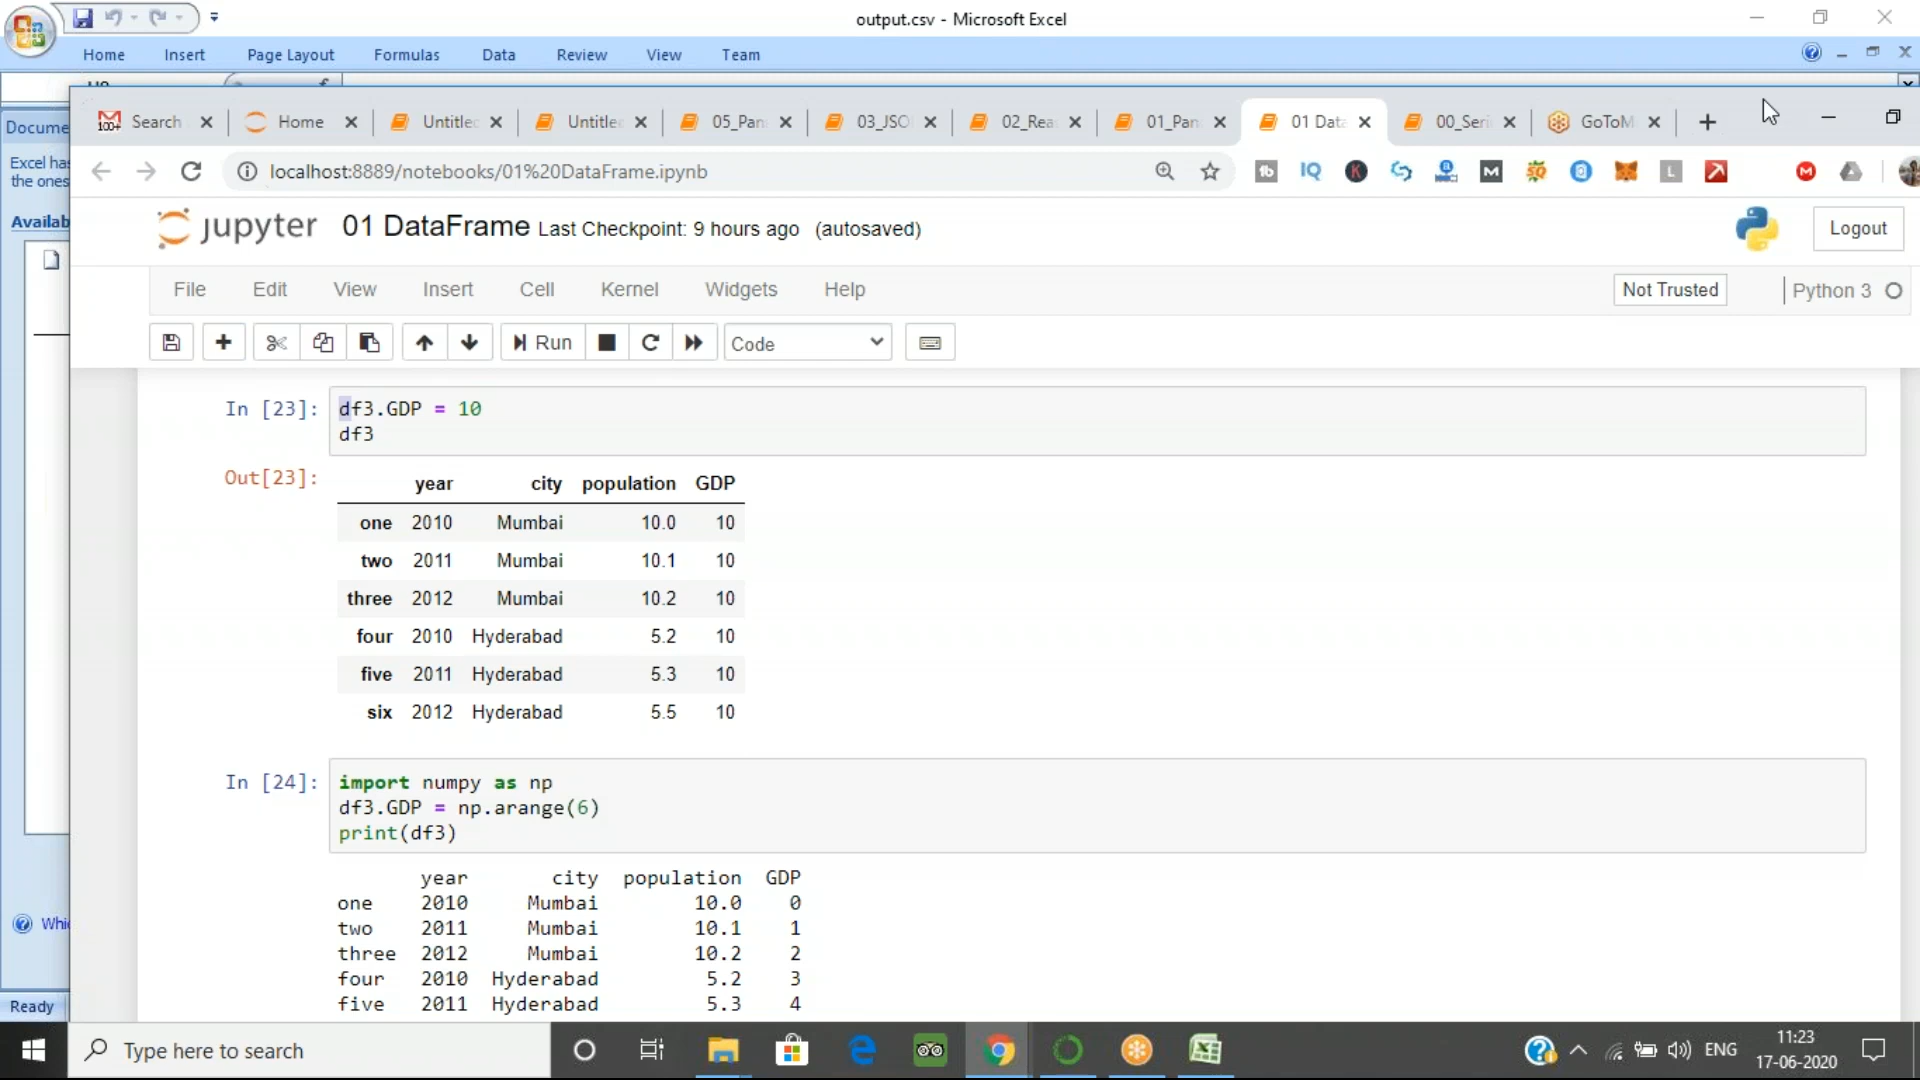 output.csv - Microsoft Excel
Home Insert Page Layout Formulas Data Review View Team
Docume
Excel has
the ones
Availab
Whi
Ready
100+ Search Home Untitle Untitle 05_Pan 03_JSO 02_Rea 01_Pan 01 Data 00_Seri GoToM
localhost:8889/notebooks/01%20DataFrame.ipynb
jupyter 01 DataFrame Last Checkpoint: 9 hours ago (autosaved)
Logout
File Edit View Insert Cell Kernel Widgets Help
Not Trusted
Python 3
Run
Code
In [23]: df3.GDP = 10
df3
Out[23]:
year city population GDP
one 2010 Mumbai 10.0 10
two 2011 Mumbai 10.1 10
three 2012 Mumbai 10.2 10
four 2010 Hyderabad 5.2 10
five 2011 Hyderabad 5.3 10
six 2012 Hyderabad 5.5 10
In [24]: import numpy as np
df3.GDP = np.arange(6)
print(df3)
year city population GDP
one 2010 Mumbai 10.0 0
two 2011 Mumbai 10.1 1
three 2012 Mumbai 10.2 2
four 2010 Hyderabad 5.2 3
five 2011 Hyderabad 5.3 4
Type here to search
ENG
11:23
17-06-2020